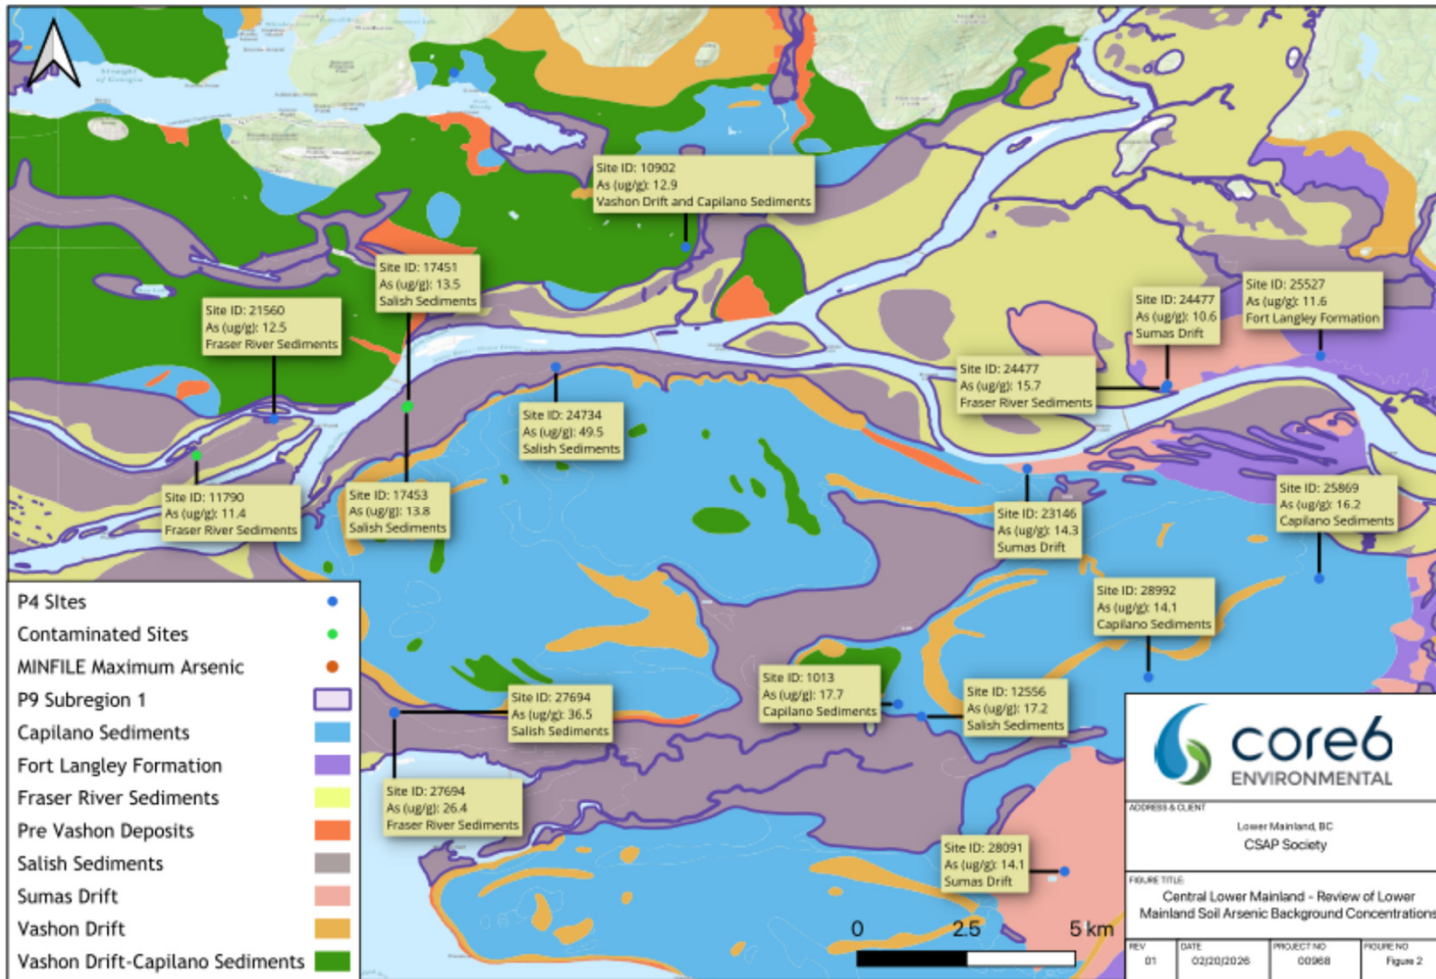 Straight
of Georgia
Site ID: 10902
As (ug/g): 12.9
Vashon Drift and Capilano Sediments
Site ID: 17451
As (ug/g): 13.5
Salish Sediments
Site ID: 21560
As (ug/g): 12.5
Fraser River Sediments
Site ID: 24477
As (ug/g): 10.6
Sumas Drift
Site ID: 25527
As (ug/g): 11.6
Fort Langley Formation
Site ID: 24477
As (ug/g): 15.7
Fraser River Sediments
Site ID: 24734
As (ug/g): 49.5
Salish Sediments
Site ID: 11790
As (ug/g): 11.4
Fraser River Sediments
Site ID: 17453
As (ug/g): 13.8
Salish Sediments
Site ID: 23146
As (ug/g): 14.3
Sumas Drift
Site ID: 25869
As (ug/g): 16.2
Capilano Sediments
Site ID: 28992
As (ug/g): 14.1
Capilano Sediments
Site ID: 27694
As (ug/g): 36.5
Salish Sediments
Site ID: 1013
As (ug/g): 17.7
Capilano Sediments
Site ID: 12556
As (ug/g): 17.2
Salish Sediments
Site ID: 27694
As (ug/g): 26.4
Fraser River Sediments
Site ID: 28091
As (ug/g): 14.1
Sumas Drift
P4 SItes
Contaminated Sites
MINFILE Maximum Arsenic
P9 Subregion 1
Capilano Sediments
Fort Langley Formation
Fraser River Sediments
Pre Vashon Deposits
Salish Sediments
Sumas Drift
Vashon Drift
Vashon Drift-Capilano Sediments
0 2.5 5 km
core6
ENVIRONMENTAL
ADDRESS & CLIENT
Lower Mainland, BC
CSAP Society
FIGURE TITLE:
Central Lower Mainland - Review of Lower
Mainland Soil Arsenic Background Concentrations
REV DATE PROJECT NO FIGURE NO
01 02/20/2026 00968 Figure 2